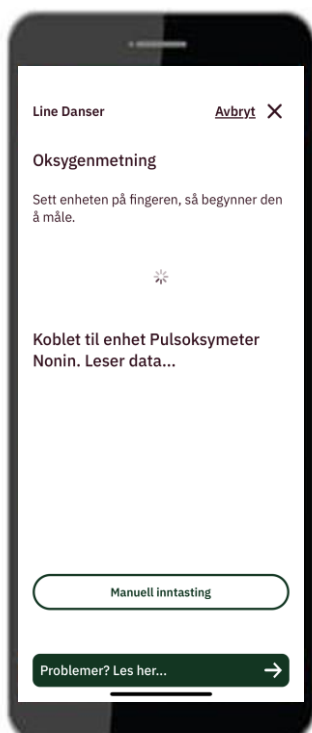 Line Danser
Avbryt
Oksygenmetning
Sett enheten på fingeren, så begynner den
å måle.
Koblet til enhet Pulsoksymeter
Nonin. Leser data...
Manuell inntasting
Problemer? Les her...